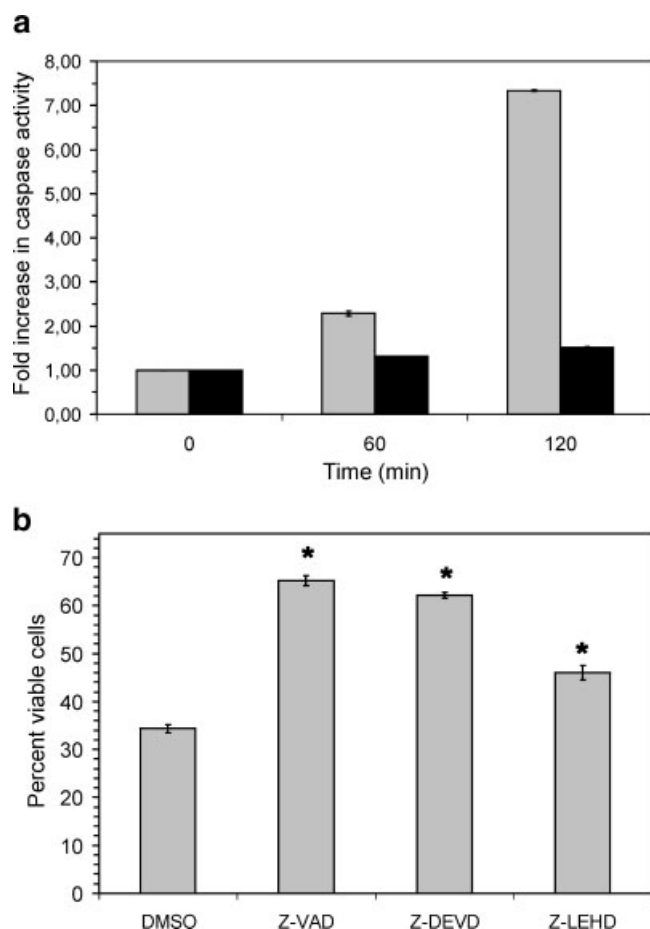 a
Fold increase in caspase activity
8,00
7,00
6,00
5,00
4,00
3,00
2,00
1,00
0,00
0 60 120
Time (min)
b
Percent viable cells
70
60
50
40
30
20
10
0
* * *
DMSO Z-VAD Z-DEVD Z-LEHD